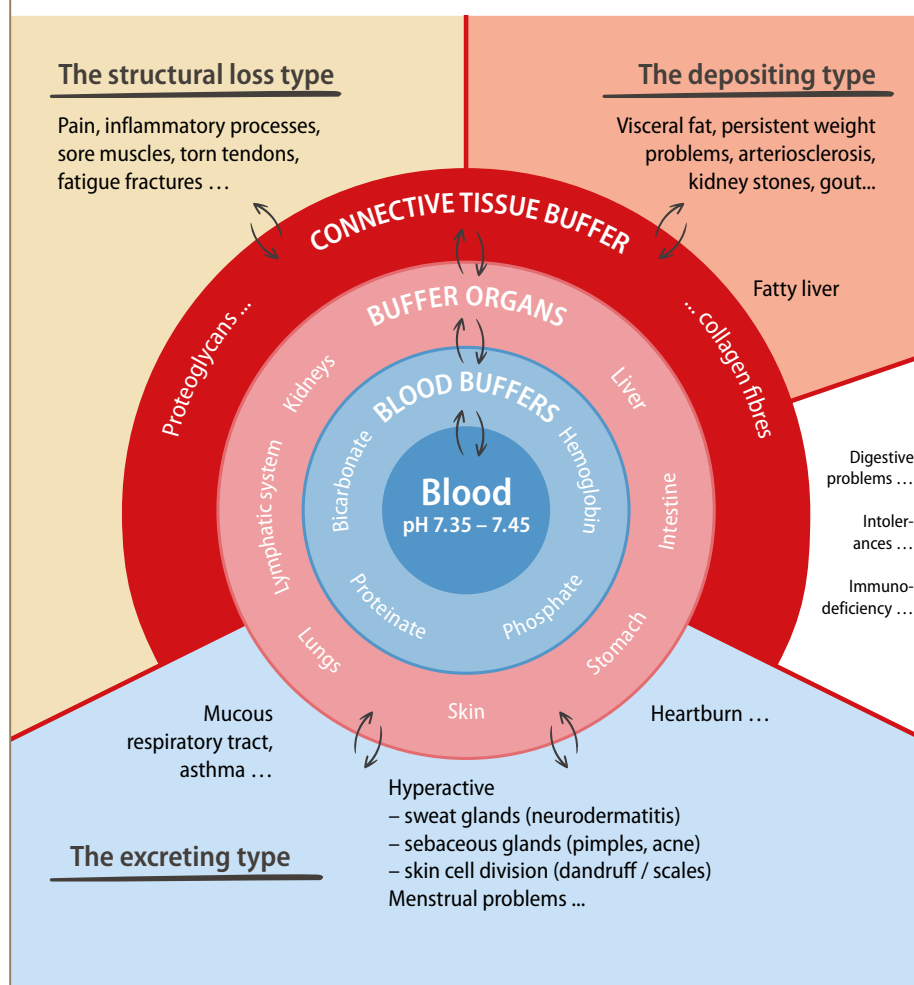 The structural loss type
Pain, inflammatory processes,
sore muscles, torn tendons,
fatigue fractures …
The depositing type
Visceral fat, persistent weight
problems, arteriosclerosis,
kidney stones, gout...
Fatty liver
CONNECTIVE TISSUE BUFFER
Proteoglycans ...
... collagen fibres
BUFFER ORGANS
Kidneys
Liver
Lymphatic system
Intestine
Lungs
Stomach
Skin
BLOOD BUFFERS
Bicarbonate
Hemoglobin
Proteinate
Phosphate
Blood
pH 7.35 – 7.45
Digestive
problems …
Intoler-
ances …
Immuno-
deficiency …
Mucous
respiratory tract,
asthma …
Heartburn …
Hyperactive
– sweat glands (neurodermatitis)
– sebaceous glands (pimples, acne)
– skin cell division (dandruff / scales)
Menstrual problems ...
The excreting type